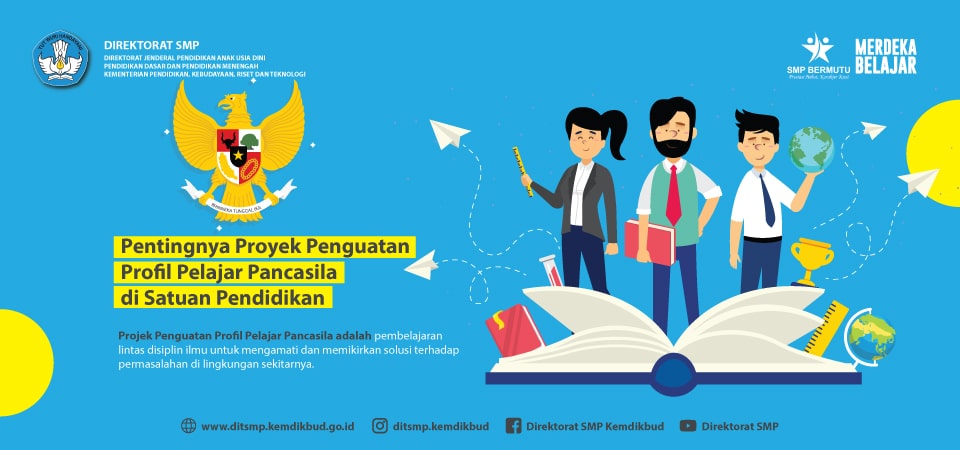 DIREKTORAT SMP
DIREKTORAT JENDERAL PENDIDIKAN ANAK USIA DINI
PENDIDIKAN DASAR DAN PENDIDIKAN MENENGAH
KEMENTERIAN PENDIDIKAN, KEBUDAYAAN, RISET DAN TEKNOLOGI
TUT WURI HANDAYANI
SMP BERMUTU
MERDEKA
BELAJAR
BHINNEKA TUNGGAL IKA
Pentingnya Proyek Penguatan
Profil Pelajar Pancasila
di Satuan Pendidikan
Projek Penguatan Profil Pelajar Pancasila adalah pembelajaran
lintas disiplin ilmu untuk mengamati dan memikirkan solusi terhadap
permasalahan di lingkungan sekitarnya.
www.ditsmp.kemdikbud.go.id
ditsmp.kemdikbud
Direktorat SMP Kemdikbud
Direktorat SMP